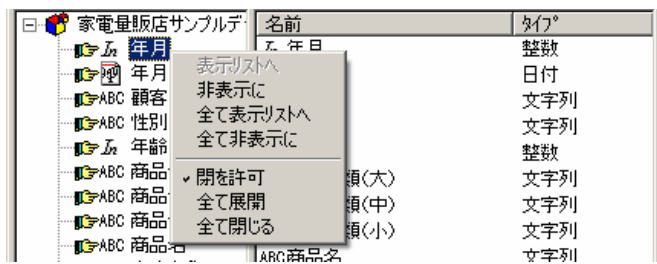 家電量販店サンプルデ
In 年月
年月
ABC 顧客
ABC 性別
In 年齢
ABC 商品
ABC 商品
ABC 商品
ABC 商品名
表示リストへ
非表示に
全て表示リストへ
全て非表示に
閉を許可
全て展開
全て閉じる
名前 タイプ
In 年月 整数
日付
文字列
文字列
整数
類(大) 文字列
類(中) 文字列
類(小) 文字列
ABC商品名 文字列